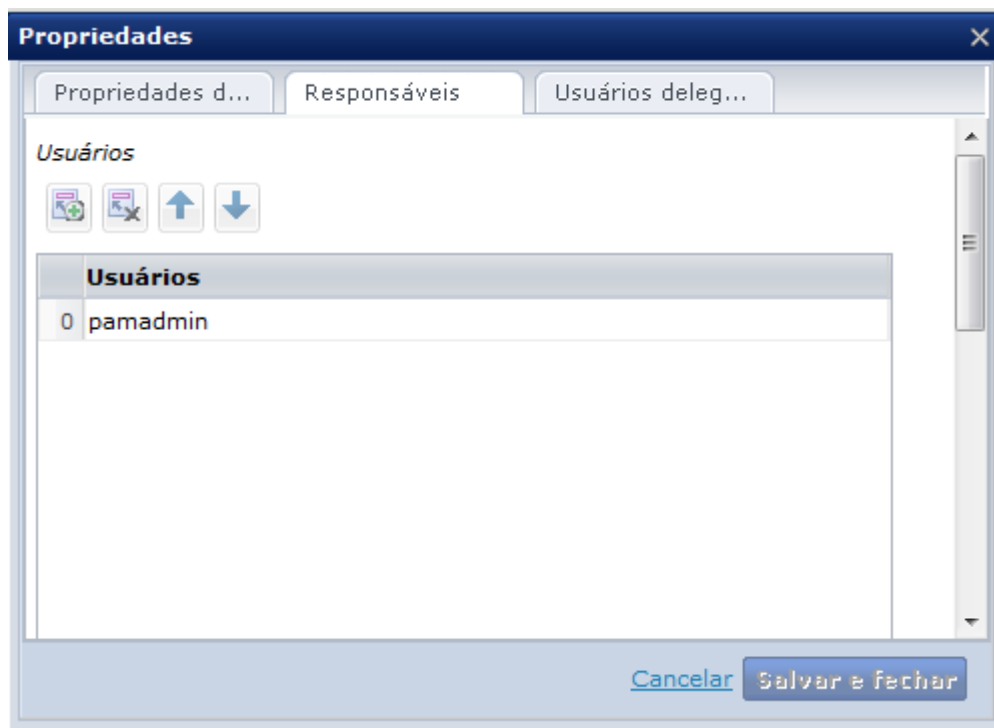 Propriedades
Propriedades d... Responsáveis Usuários deleg...
Usuários
Usuários
0 pamadmin
Cancelar Salvar e fechar